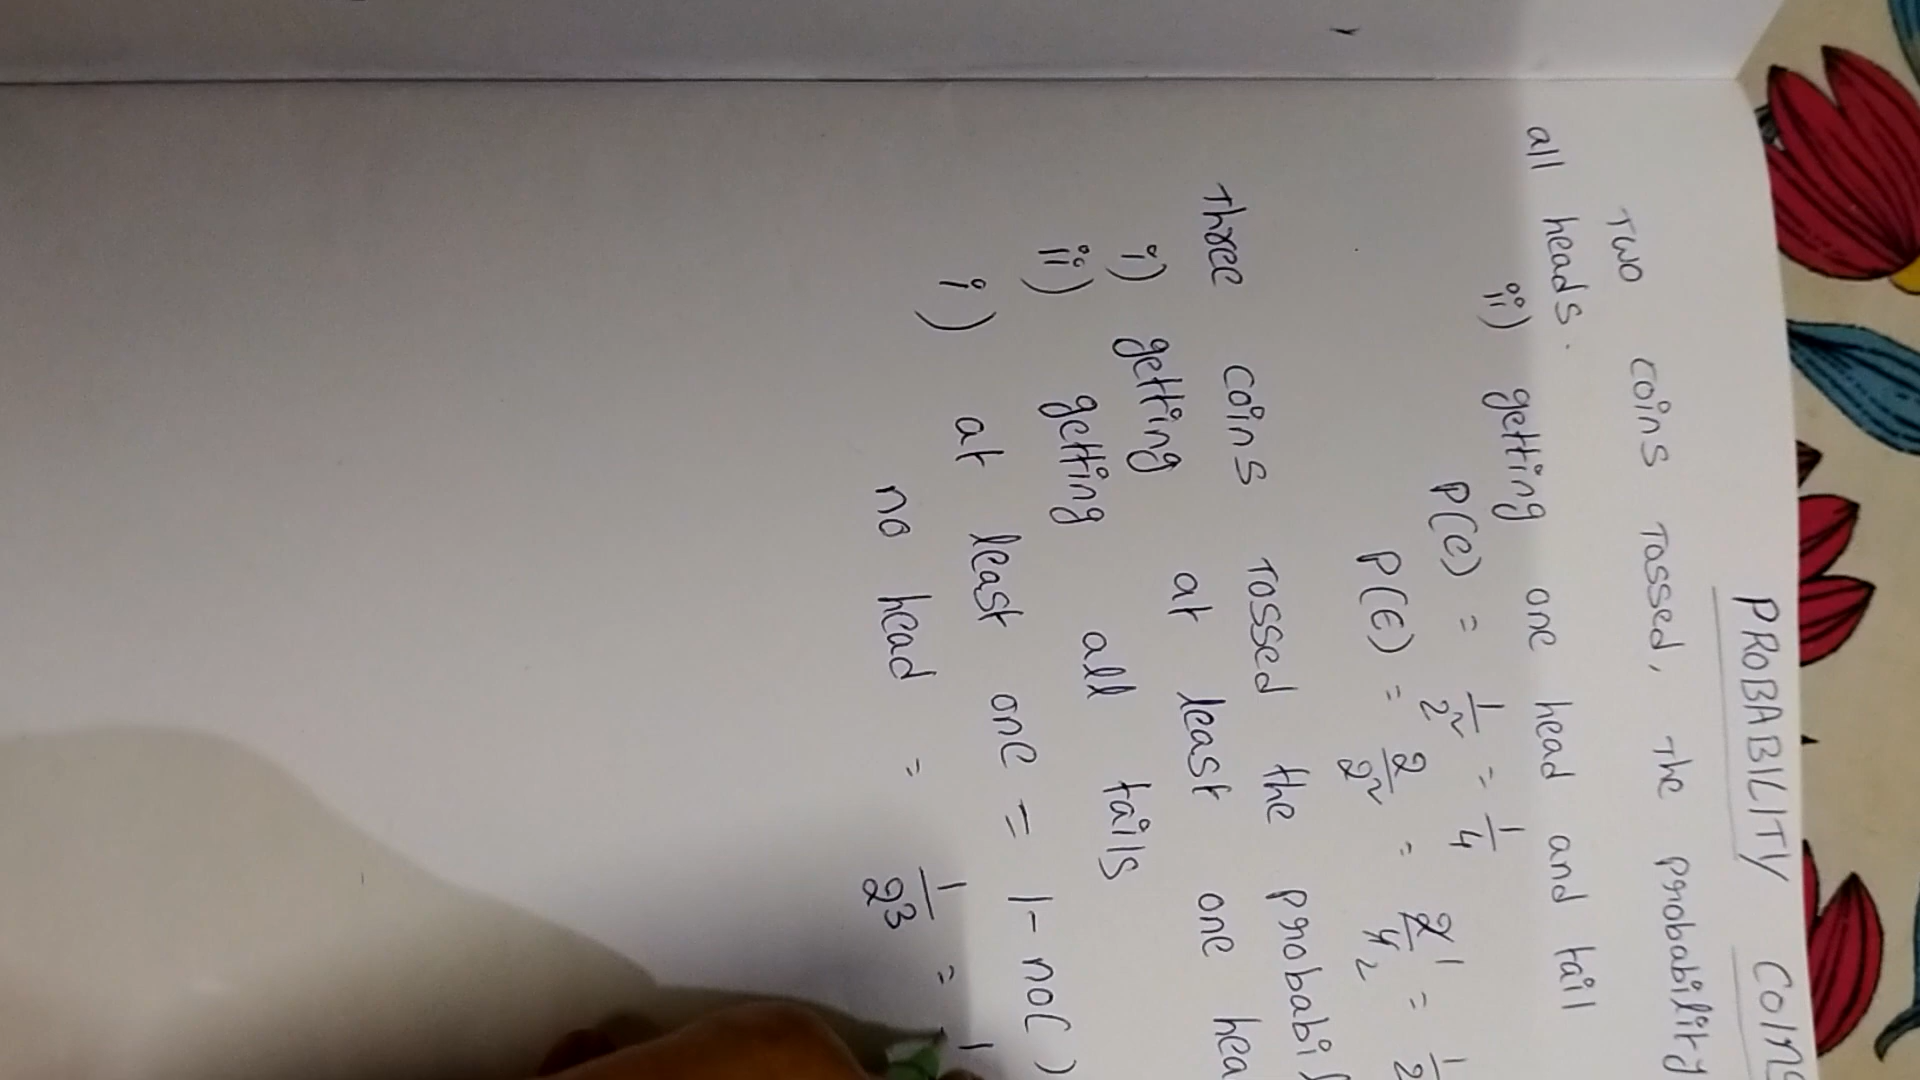 PROBABILITY COINS
Two coins Tossed, The probability
all heads.
P(e) = 1/2² = 1/4
ii) getting one head and tail
P(E) = 2/2² = 2/4 = 1/2
Three coins Tossed the probabil
i) getting at least one hea
ii) getting all tails
i) at least one = 1- no( )
no head = 1/2³ = 1